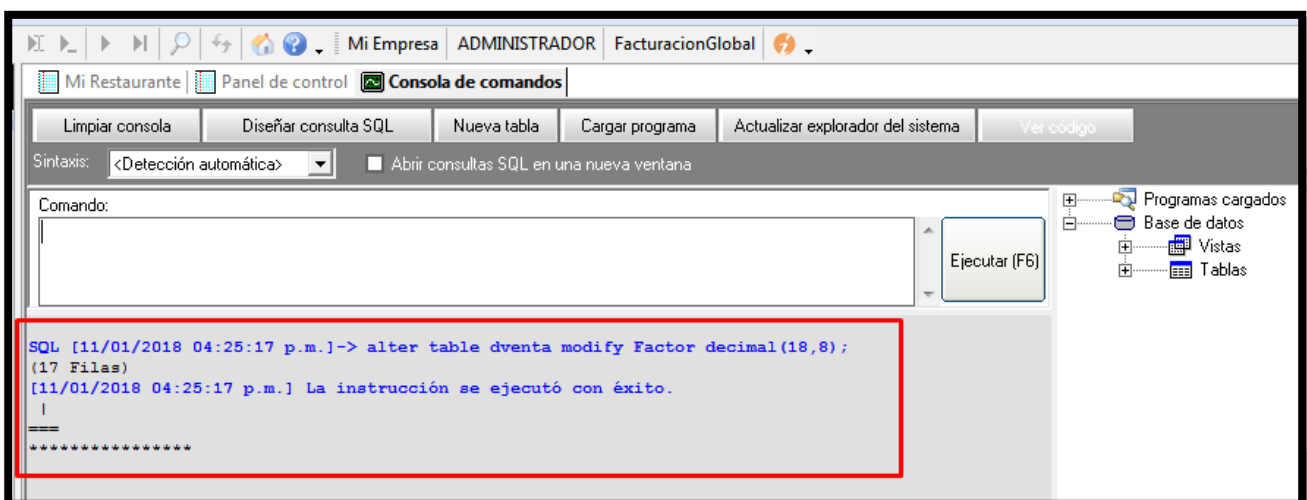 Mi Empresa ADMINISTRADOR FacturacionGlobal
Mi Restaurante Panel de control Consola de comandos
Limpiar consola Diseñar consulta SQL Nueva tabla Cargar programa Actualizar explorador del sistema Ver código
Sintaxis: <Detección automática> Abrir consultas SQL en una nueva ventana
Comando:
Ejecutar (F6)
Programas cargados
Base de datos
Vistas
Tablas
SQL [11/01/2018 04:25:17 p.m.]-> alter table dventa modify Factor decimal(18,8);
(17 Filas)
[11/01/2018 04:25:17 p.m.] La instrucción se ejecutó con éxito.
|
===
****************